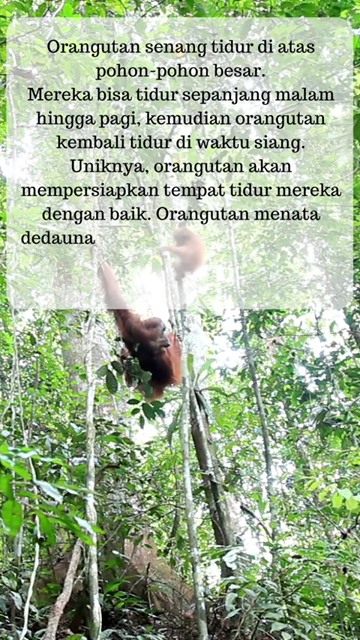 Orangutan senang tidur di atas
pohon-pohon besar.
Mereka bisa tidur sepanjang malam
hingga pagi, kemudian orangutan
kembali tidur di waktu siang.
Uniknya, orangutan akan
mempersiapkan tempat tidur mereka
dengan baik. Orangutan menata
dedauna